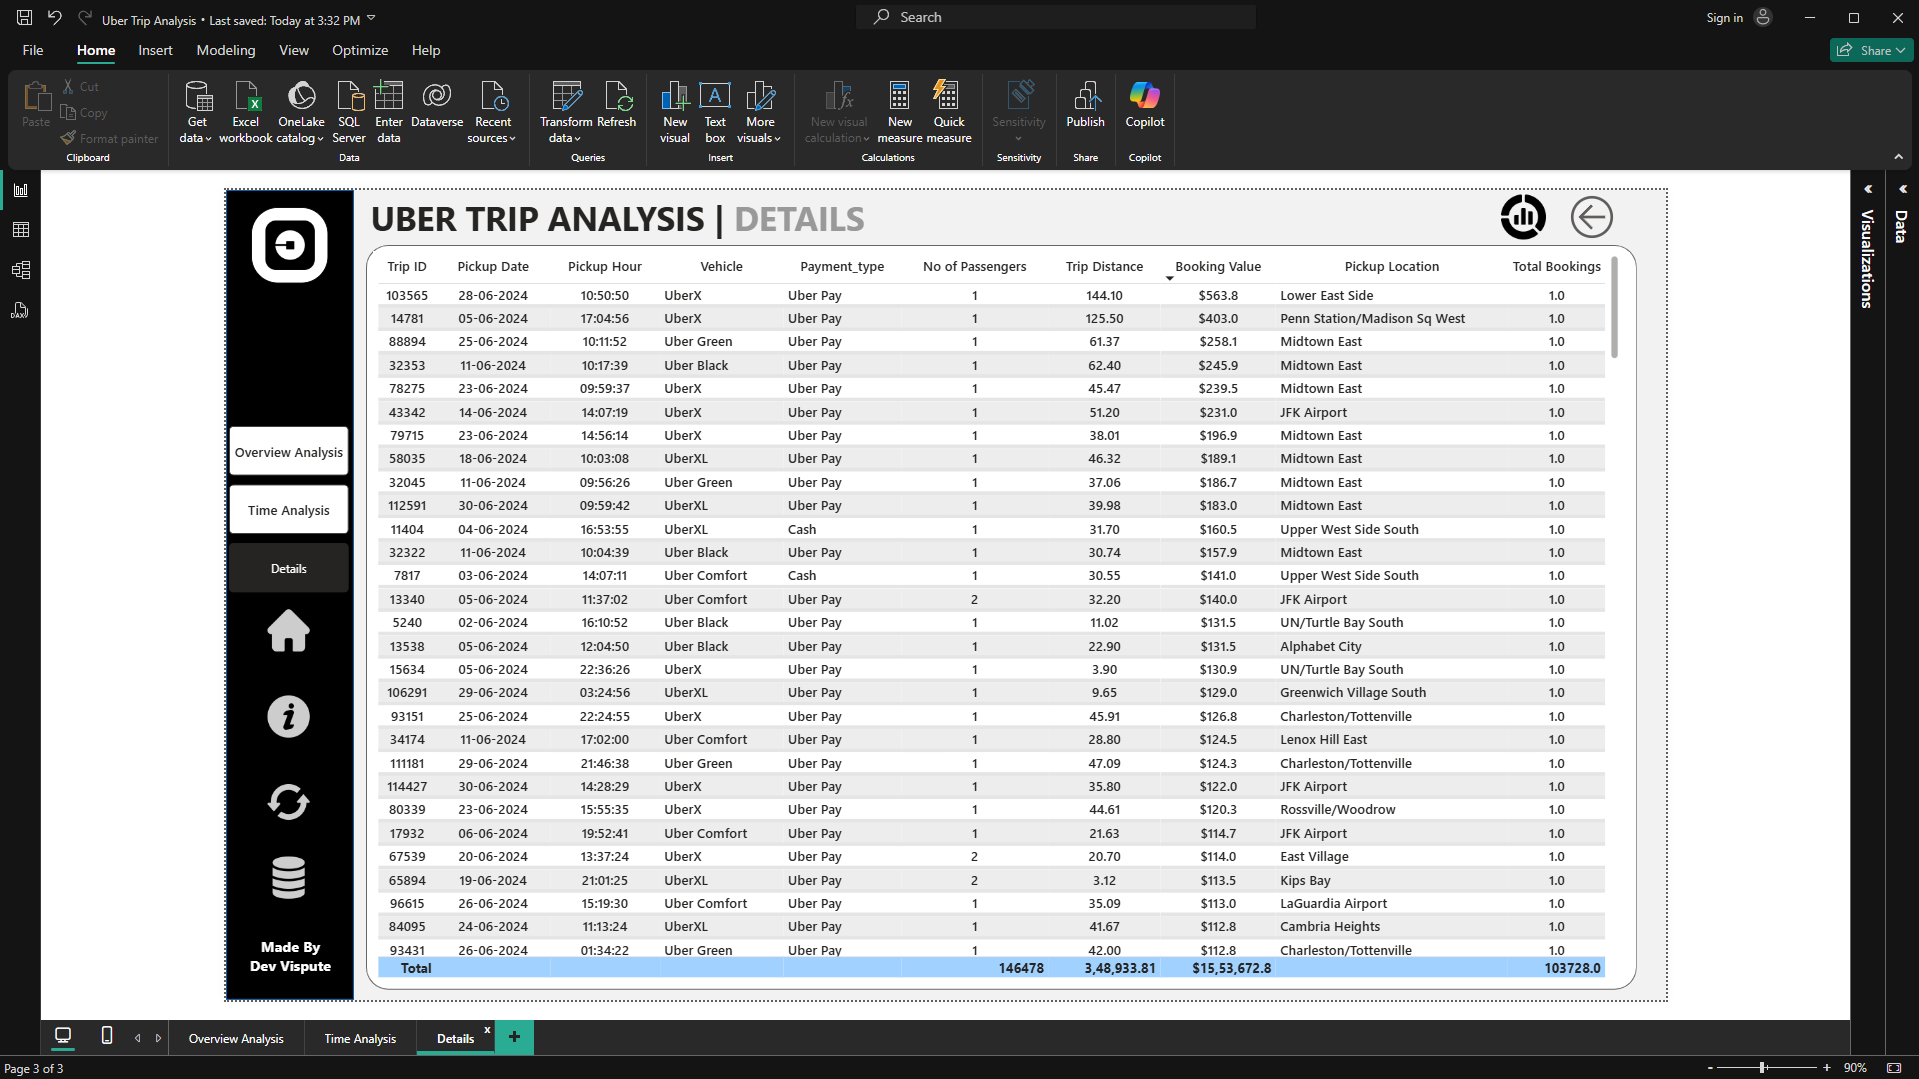 Uber Trip Analysis • Last saved: Today at 3:32 PM
Search
Sign in
File Home Insert Modeling View Optimize Help
Share
Paste
Cut
Copy
Format painter
Clipboard
Get data
Excel workbook
OneLake catalog
SQL Server
Enter data
Dataverse
Recent sources
Data
Transform data
Refresh
Queries
New visual
Text box
More visuals
Insert
New visual calculation
New measure
Quick measure
Calculations
Sensitivity
Sensitivity
Publish
Share
Copilot
Copilot
UBER TRIP ANALYSIS | DETAILS
Overview Analysis
Time Analysis
Details
Made By
Dev Vispute
Trip ID Pickup Date Pickup Hour Vehicle Payment_type No of Passengers Trip Distance Booking Value Pickup Location Total Bookings
103565 28-06-2024 10:50:50 UberX Uber Pay 1 144.10 $563.8 Lower East Side 1.0
14781 05-06-2024 17:04:56 UberX Uber Pay 1 125.50 $403.0 Penn Station/Madison Sq West 1.0
88894 25-06-2024 10:11:52 Uber Green Uber Pay 1 61.37 $258.1 Midtown East 1.0
32353 11-06-2024 10:17:39 Uber Black Uber Pay 1 62.40 $245.9 Midtown East 1.0
78275 23-06-2024 09:59:37 UberX Uber Pay 1 45.47 $239.5 Midtown East 1.0
43342 14-06-2024 14:07:19 UberX Uber Pay 1 51.20 $231.0 JFK Airport 1.0
79715 23-06-2024 14:56:14 UberX Uber Pay 1 38.01 $196.9 Midtown East 1.0
58035 18-06-2024 10:03:08 UberXL Uber Pay 1 46.32 $189.1 Midtown East 1.0
32045 11-06-2024 09:56:26 Uber Green Uber Pay 1 37.06 $186.7 Midtown East 1.0
112591 30-06-2024 09:59:42 UberXL Uber Pay 1 39.98 $183.0 Midtown East 1.0
11404 04-06-2024 16:53:55 UberXL Cash 1 31.70 $160.5 Upper West Side South 1.0
32322 11-06-2024 10:04:39 Uber Black Uber Pay 1 30.74 $157.9 Midtown East 1.0
7817 03-06-2024 14:07:11 Uber Comfort Cash 1 30.55 $141.0 Upper West Side South 1.0
13340 05-06-2024 11:37:02 Uber Comfort Uber Pay 2 32.20 $140.0 JFK Airport 1.0
5240 02-06-2024 16:10:52 Uber Black Uber Pay 1 11.02 $131.5 UN/Turtle Bay South 1.0
13538 05-06-2024 12:04:50 Uber Black Uber Pay 1 22.90 $131.5 Alphabet City 1.0
15634 05-06-2024 22:36:26 UberX Uber Pay 1 3.90 $130.9 UN/Turtle Bay South 1.0
106291 29-06-2024 03:24:56 UberXL Uber Pay 1 9.65 $129.0 Greenwich Village South 1.0
93151 25-06-2024 22:24:55 UberX Uber Pay 1 45.91 $126.8 Charleston/Tottenville 1.0
34174 11-06-2024 17:02:00 Uber Comfort Uber Pay 1 28.80 $124.5 Lenox Hill East 1.0
111181 29-06-2024 21:46:38 Uber Green Uber Pay 1 47.09 $124.3 Charleston/Tottenville 1.0
114427 30-06-2024 14:28:29 UberX Uber Pay 1 35.80 $122.0 JFK Airport 1.0
80339 23-06-2024 15:55:35 UberX Uber Pay 1 44.61 $120.3 Rossville/Woodrow 1.0
17932 06-06-2024 19:52:41 Uber Comfort Uber Pay 1 21.63 $114.7 JFK Airport 1.0
67539 20-06-2024 13:37:24 UberX Uber Pay 2 20.70 $114.0 East Village 1.0
65894 19-06-2024 21:01:25 UberXL Uber Pay 2 3.12 $113.5 Kips Bay 1.0
96615 26-06-2024 15:19:30 Uber Comfort Uber Pay 1 35.09 $113.0 LaGuardia Airport 1.0
84095 24-06-2024 11:13:24 UberXL Uber Pay 1 41.67 $112.8 Cambria Heights 1.0
93431 26-06-2024 01:34:22 Uber Green Uber Pay 1 42.00 $112.8 Charleston/Tottenville 1.0
Total 146478 3,48,933.81 $15,53,672.8 103728.0
Visualizations
Data
Overview Analysis
Time Analysis
Details x
+
Page 3 of 3
- + 90%